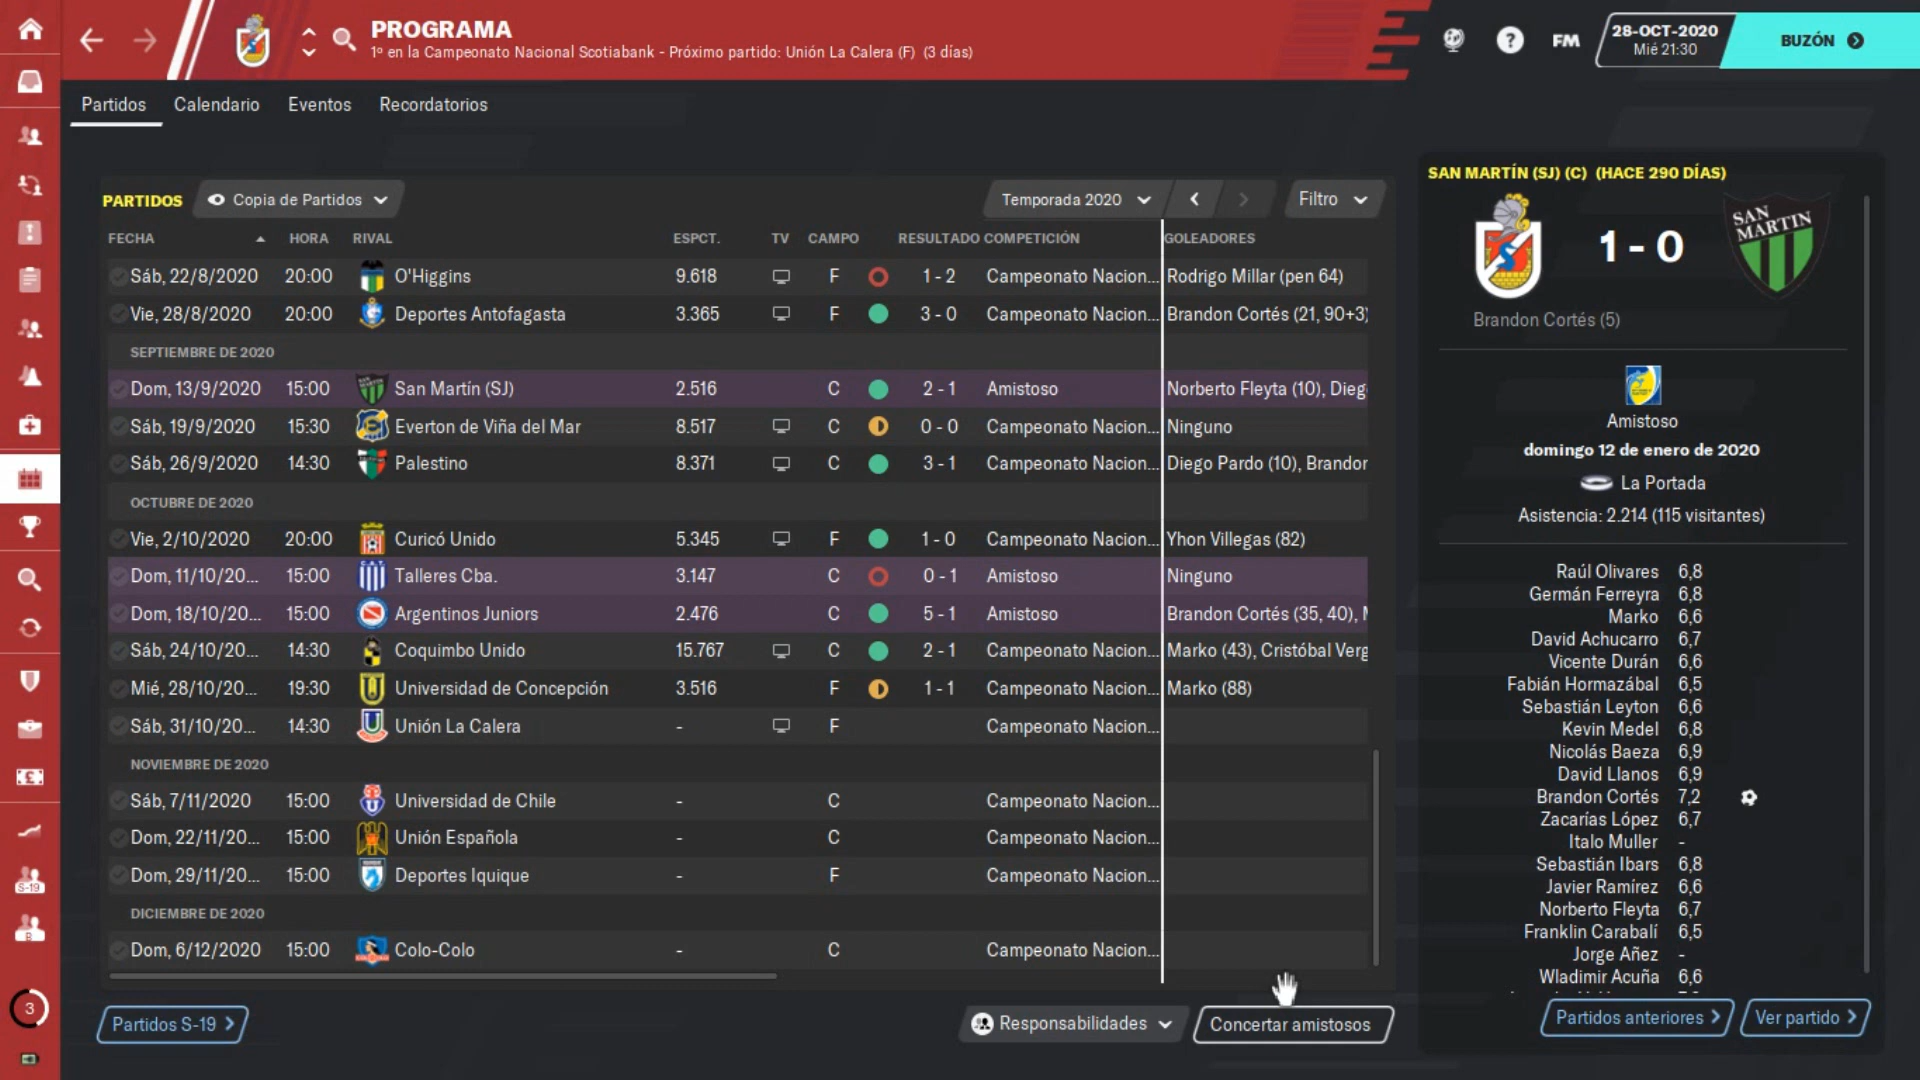 PROGRAMA
1º en la Campeonato Nacional Scotiabank - Próximo partido: Unión La Calera (F) (3 días)
FM
28-OCT-2020
Mié 21:30
BUZÓN
Partidos Calendario Eventos Recordatorios
PARTIDOS Copia de Partidos Temporada 2020 Filtro
FECHA HORA RIVAL ESPCT. TV CAMPO RESULTADO COMPETICIÓN GOLEADORES
Sáb, 22/8/2020 20:00 O'Higgins 9.618 F 1 - 2 Campeonato Nacion... Rodrigo Millar (pen 64)
Vie, 28/8/2020 20:00 Deportes Antofagasta 3.365 F 3 - 0 Campeonato Nacion... Brandon Cortés (21, 90+3)
SEPTIEMBRE DE 2020
Dom, 13/9/2020 15:00 San Martín (SJ) 2.516 C 2 - 1 Amistoso Norberto Fleyta (10), Dieg
Sáb, 19/9/2020 15:30 Everton de Viña del Mar 8.517 C 0 - 0 Campeonato Nacion... Ninguno
Sáb, 26/9/2020 14:30 Palestino 8.371 C 3 - 1 Campeonato Nacion... Diego Pardo (10), Brandor
OCTUBRE DE 2020
Vie, 2/10/2020 20:00 Curicó Unido 5.345 F 1 - 0 Campeonato Nacion... Yhon Villegas (82)
Dom, 11/10/20... 15:00 Talleres Cba. 3.147 C 0 - 1 Amistoso Ninguno
Dom, 18/10/20... 15:00 Argentinos Juniors 2.476 C 5 - 1 Amistoso Brandon Cortés (35, 40),
Sáb, 24/10/20... 14:30 Coquimbo Unido 15.767 C 2 - 1 Campeonato Nacion... Marko (43), Cristóbal Verg
Mié, 28/10/20... 19:30 Universidad de Concepción 3.516 F 1 - 1 Campeonato Nacion... Marko (88)
Sáb, 31/10/20... 14:30 Unión La Calera - F Campeonato Nacion...
NOVIEMBRE DE 2020
Sáb, 7/11/2020 15:00 Universidad de Chile - C Campeonato Nacion...
Dom, 22/11/20... 15:00 Unión Española - C Campeonato Nacion...
Dom, 29/11/20... 15:00 Deportes Iquique - F Campeonato Nacion...
DICIEMBRE DE 2020
Dom, 6/12/2020 15:00 Colo-Colo - C Campeonato Nacion...
Partidos S-19 Responsabilidades Concertar amistosos
S-19
B
3
SAN MARTÍN (SJ) (C) (HACE 290 DÍAS)
1 - 0
SAN MARTIN
Brandon Cortés (5)
Amistoso
domingo 12 de enero de 2020
La Portada
Asistencia: 2.214 (115 visitantes)
Raúl Olivares 6,8
Germán Ferreyra 6,8
Marko 6,6
David Achucarro 6,7
Vicente Durán 6,6
Fabián Hormazábal 6,5
Sebastián Leyton 6,6
Kevin Medel 6,8
Nicolás Baeza 6,9
David Llanos 6,9
Brandon Cortés 7,2
Zacarías López 6,7
Italo Muller -
Sebastián Ibars 6,8
Javier Ramírez 6,6
Norberto Fleyta 6,7
Franklin Carabalí 6,5
Jorge Añez -
Wladimir Acuña 6,6
Partidos anteriores Ver partido